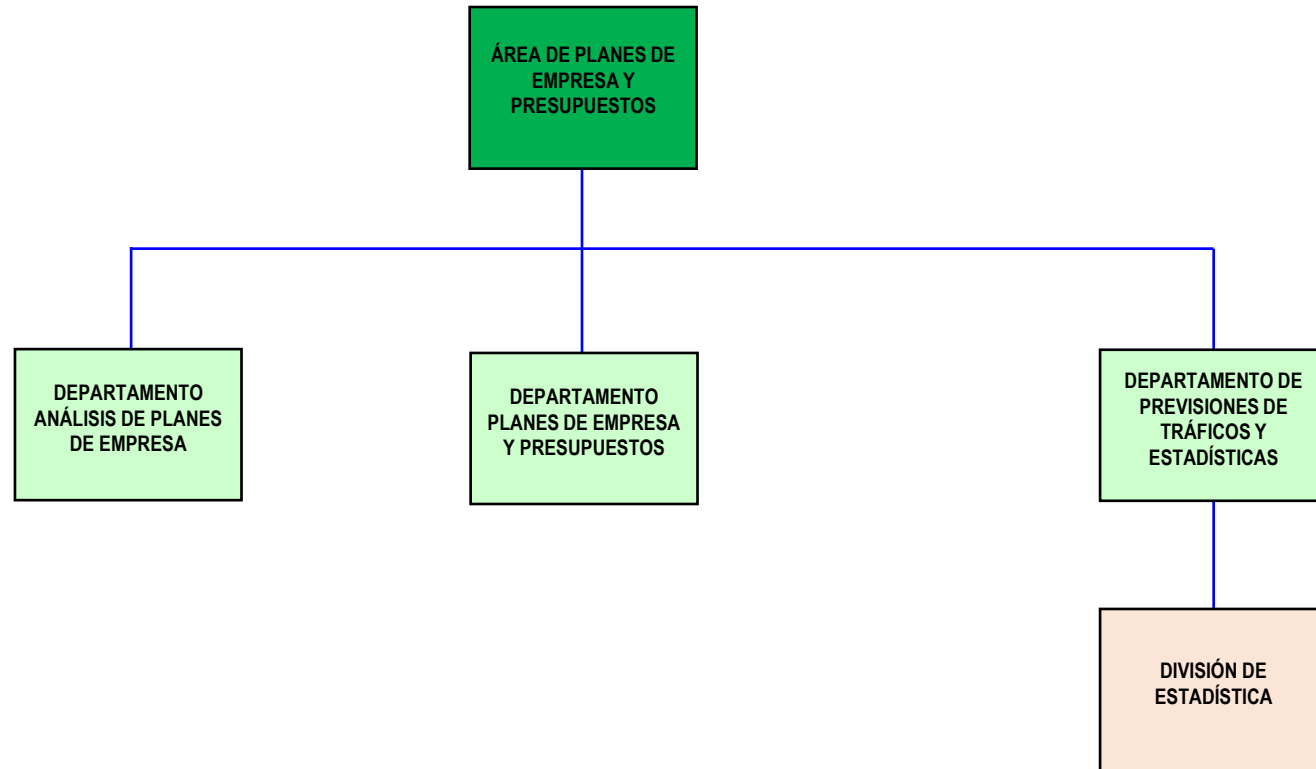 ÁREA DE PLANES DE
EMPRESA Y
PRESUPUESTOS
DEPARTAMENTO
ANÁLISIS DE PLANES
DE EMPRESA
DEPARTAMENTO
PLANES DE EMPRESA
Y PRESUPUESTOS
DEPARTAMENTO DE
PREVISIONES DE
TRÁFICOS Y
ESTADÍSTICAS
DIVISIÓN DE
ESTADÍSTICA